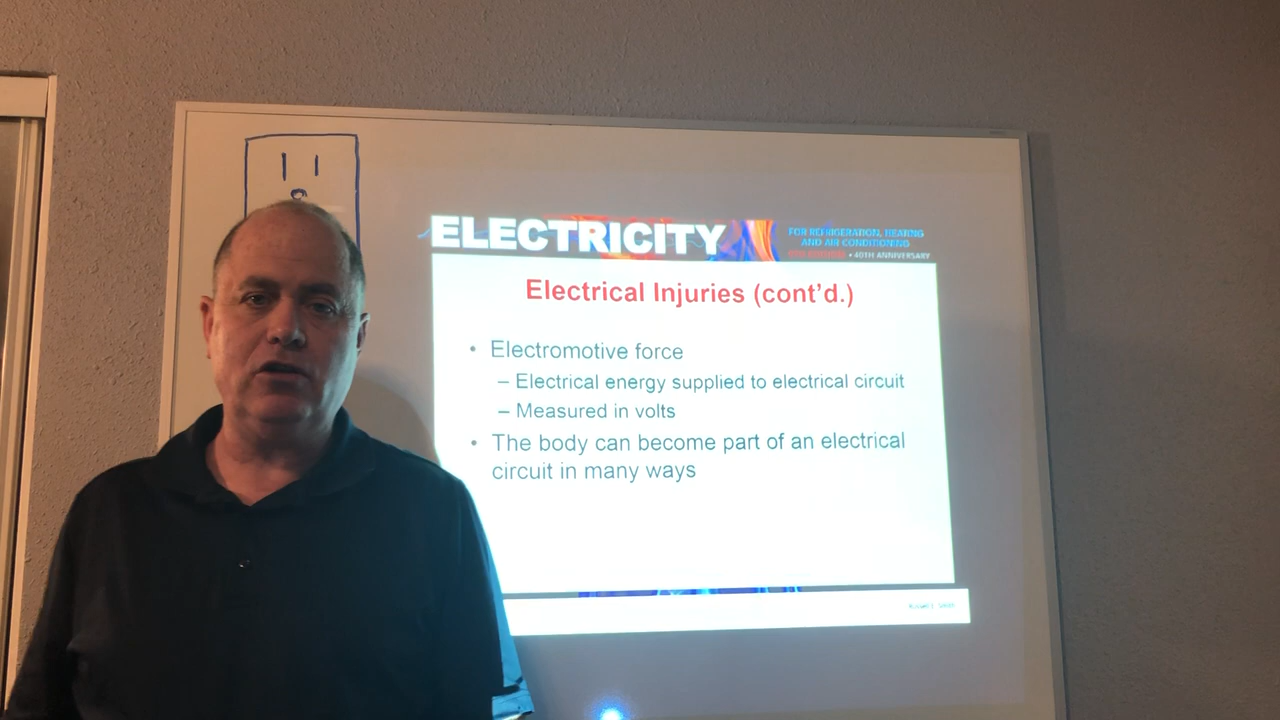 ELECTRICITY
FOR REFRIGERATION, HEATING
AND AIR CONDITIONING
• 40TH ANNIVERSARY
Electrical Injuries (cont'd.)
• Electromotive force
– Electrical energy supplied to electrical circuit
– Measured in volts
• The body can become part of an electrical
circuit in many ways